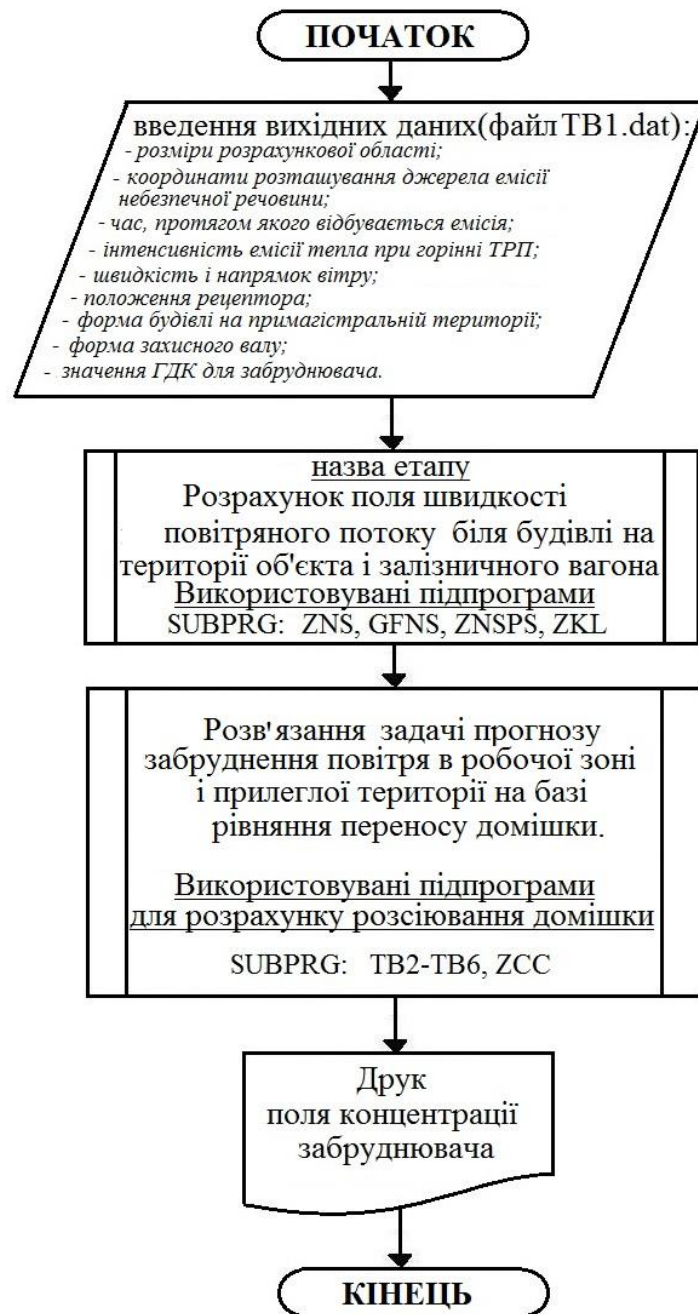 ПОЧАТОК
введення вихідних даних(файл TB1.dat):
- розміри розрахункової області;
- координати розташування джерела емісії
небезпечної речовини;
- час, протягом якого відбувається емісія;
- інтенсивність емісії тепла при горінні ТРП;
- швидкість і напрямок вітру;
- положення рецептора;
- форма будівлі на примагістральній території;
- форма захисного валу;
- значення ГДК для забруднювача.
назва етапу
Розрахунок поля швидкості
повітряного потоку біля будівлі на
території об'єкта і залізничного вагона
Використовувані підпрограми
SUBPRG: ZNS, GFNS, ZNSPS, ZKL
Розв'язання задачі прогнозу
забруднення повітря в робочої зоні
і прилеглої території на базі
рівняння переносу домішки.
Використовувані підпрограми
для розрахунку розсіювання домішки
SUBPRG: TB2-TB6, ZCC
Друк
поля концентрації
забруднювача
КІНЕЦЬ